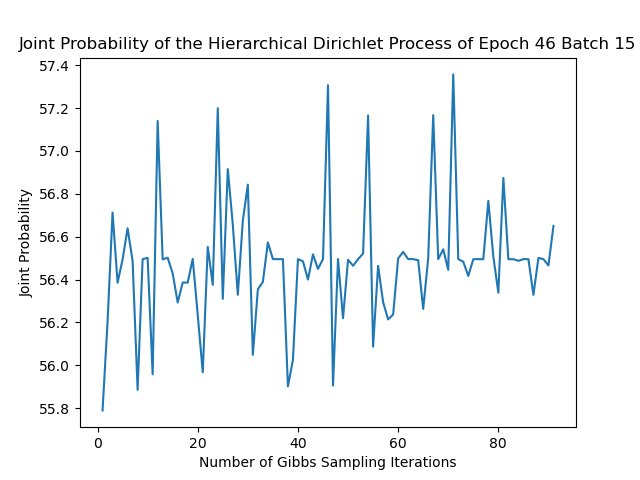 Joint Probability of the Hierarchical Dirichlet Process of Epoch 46 Batch 15
57.4
57.2
57.0
56.8
56.6
56.4
56.2
56.0
55.8
Joint Probability
0 20 40 60 80
Number of Gibbs Sampling Iterations